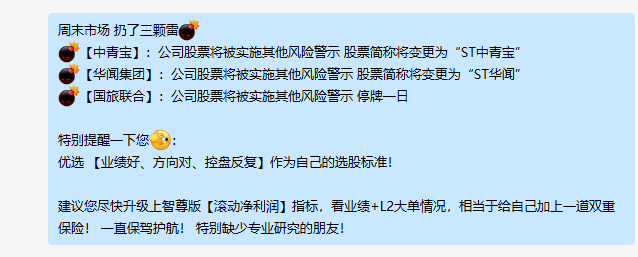 周末市场 扔了三颗雷
【中青宝】：公司股票将被实施其他风险警示 股票简称将变更为“ST中青宝”
【华闻集团】：公司股票将被实施其他风险警示 股票简称将变更为“ST华闻”
【国旅联合】：公司股票将被实施其他风险警示 停牌一日
特别提醒一下您：
优选 【业绩好、方向对、控盘反复】作为自己的选股标准！
建议您尽快升级上智尊版【滚动净利润】指标，看业绩+L2大单情况，相当于给自己加上一道双重
保险！ 一直保驾护航！ 特别缺少专业研究的朋友！